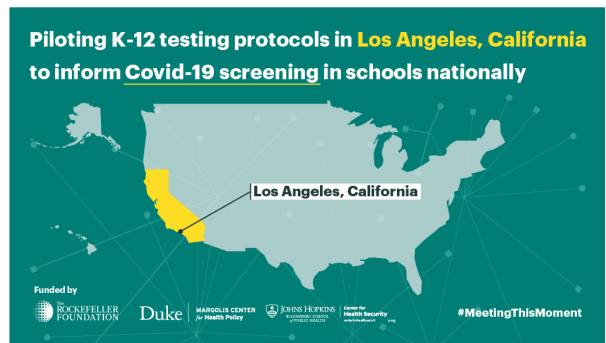 Piloting K-12 testing protocols in Los Angeles, California
to inform Covid-19 screening in schools nationally
Los Angeles, California
Funded by
The
ROCKEFELLER
FOUNDATION
Duke
MARGOLIS CENTER
for Health Policy
JOHNS HOPKINS
BLOOMBERG SCHOOL
of PUBLIC HEALTH
Center for
Health Security
#MeetingThisMoment